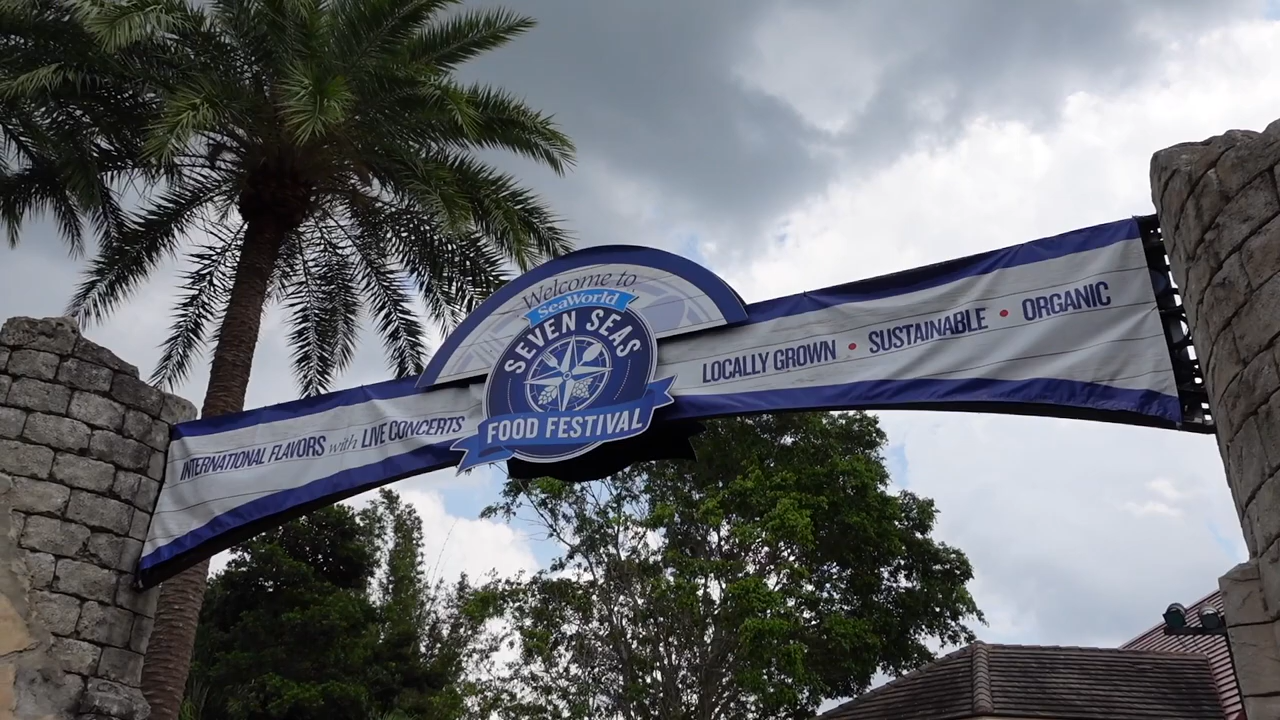 Welcome to
SeaWorld
SEVEN SEAS
FOOD FESTIVAL
INTERNATIONAL FLAVORS with LIVE CONCERTS
LOCALLY GROWN • SUSTAINABLE • ORGANIC